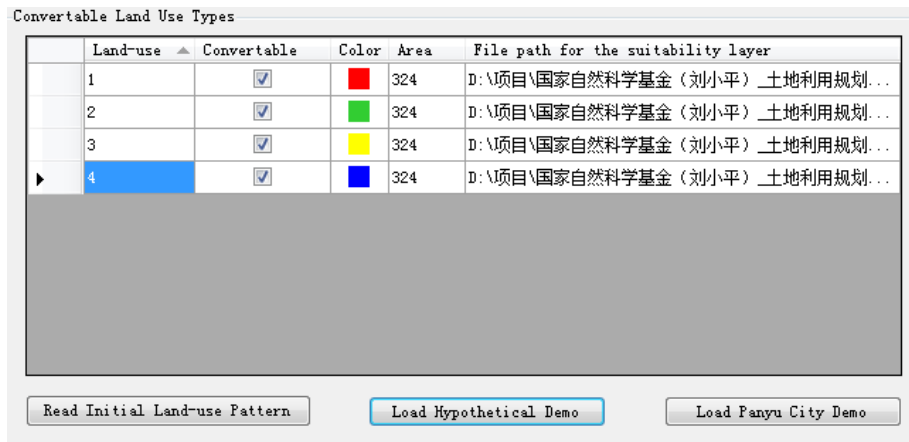 Convertable Land Use Types
Land-use Convertable Color Area File path for the suitability layer
1 324 D:\项目\国家自然科学基金（刘小平）_土地利用规划...
2 324 D:\项目\国家自然科学基金（刘小平）_土地利用规划...
3 324 D:\项目\国家自然科学基金（刘小平）_土地利用规划...
4 324 D:\项目\国家自然科学基金（刘小平）_土地利用规划...
Read Initial Land-use Pattern Load Hypothetical Demo Load Panyu City Demo